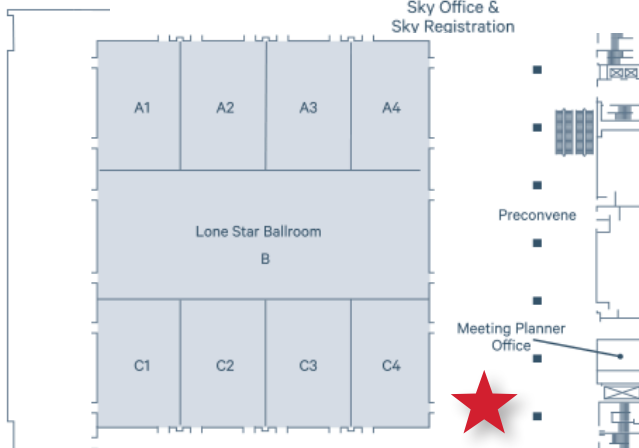 Sky Office &
Sky Registration
A1
A2
A3
A4
Preconvene
Lone Star Ballroom
B
Meeting Planner
Office
C1
C2
C3
C4